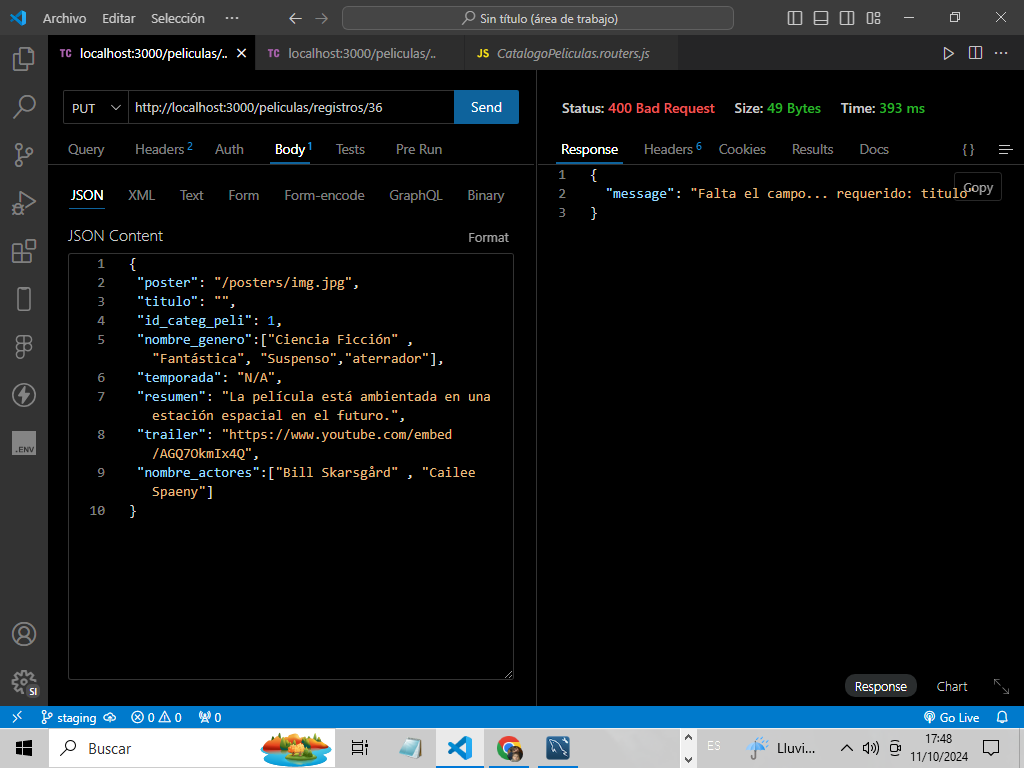 Archivo Editar Selección ··· Sin título (área de trabajo)
TC localhost:3000/peliculas/.. TC localhost:3000/peliculas/.. JS CatalogoPeliculas.routers.js
PUT http://localhost:3000/peliculas/registros/36 Send
Query Headers 2 Auth Body 1 Tests Pre Run
JSON XML Text Form Form-encode GraphQL Binary
JSON Content Format
1 {
2 "poster": "/posters/img.jpg",
3 "titulo": "",
4 "id_categ_peli": 1,
5 "nombre_genero":["Ciencia Ficción" ,
"Fantástica", "Suspenso","aterrador"],
6 "temporada": "N/A",
7 "resumen": "La película está ambientada en una
estación espacial en el futuro.",
8 "trailer": "https://www.youtube.com/embed
/AGQ7OkmIx4Q",
9 "nombre_actores":["Bill Skarsgård" , "Cailee
Spaeny"]
10 }
Status: 400 Bad Request Size: 49 Bytes Time: 393 ms
Response Headers 6 Cookies Results Docs { }
1 {
2 "message": "Falta el campo... requerido: titulo"
3 }
Copy
Response Chart
.ENV
SI
staging 0 0 0 Go Live
Buscar ES Lluvi... 17:48
11/10/2024